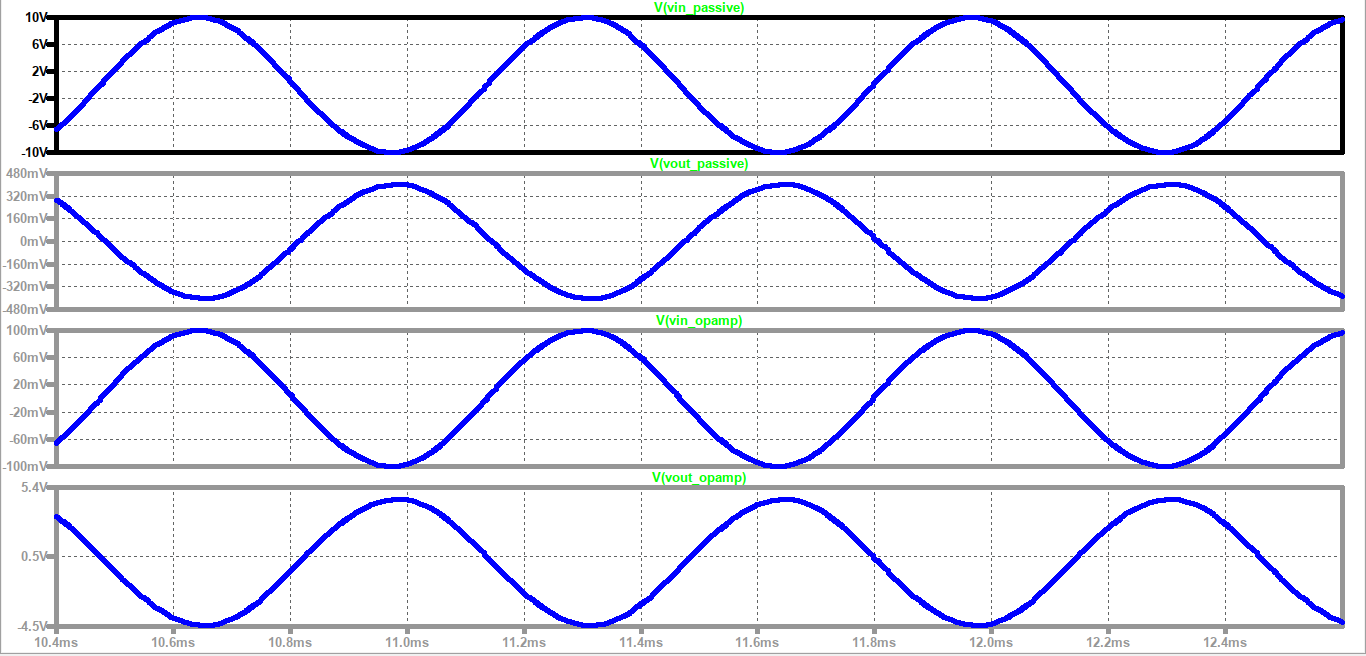 V(vin_passive)
10V
6V
2V
-2V
-6V
-10V
V(vout_passive)
480mV
320mV
160mV
0mV
-160mV
-320mV
-480mV
V(vin_opamp)
100mV
60mV
20mV
-20mV
-60mV
-100mV
V(vout_opamp)
5.4V
0.5V
-4.5V
10.4ms 10.6ms 10.8ms 11.0ms 11.2ms 11.4ms 11.6ms 11.8ms 12.0ms 12.2ms 12.4ms